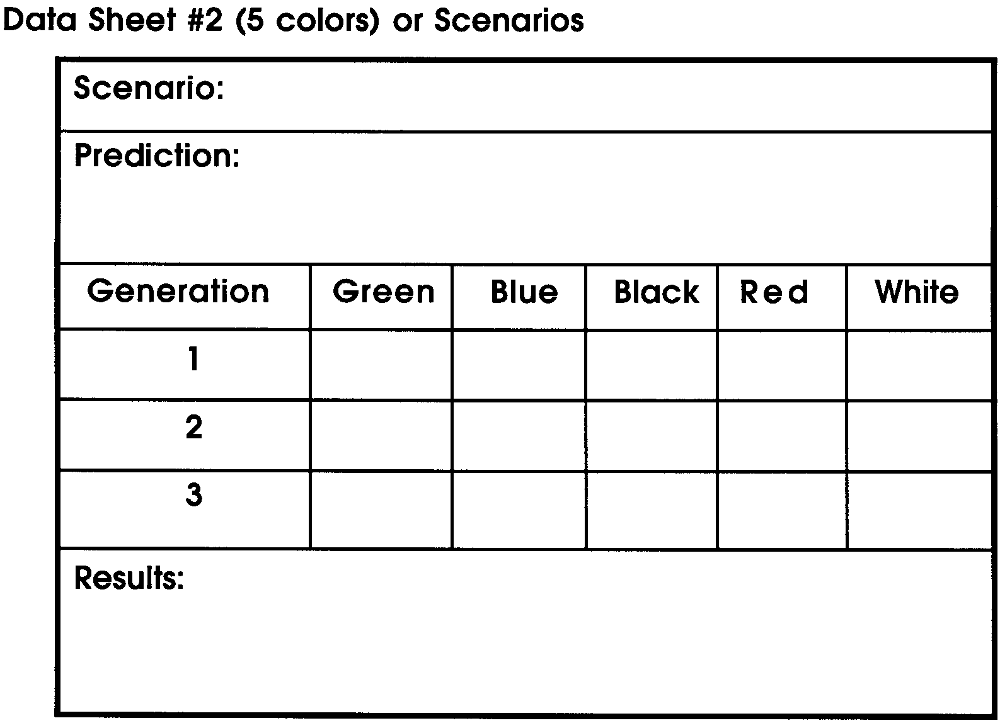 Data Sheet #2 (5 colors) or Scenarios
Scenario:
Prediction:
Generation Green Blue Black Red White
1
2
3
Results: